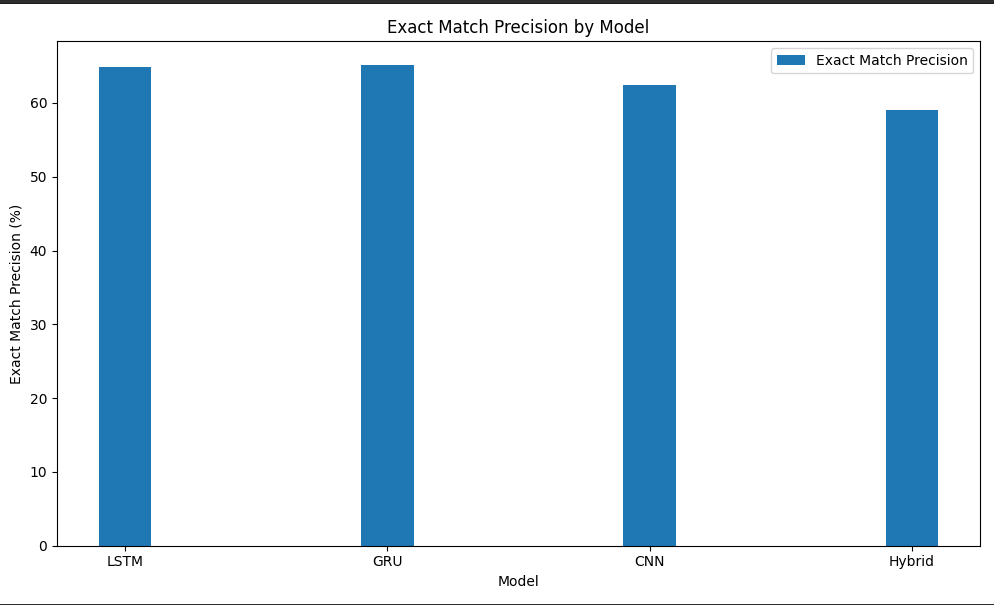 Exact Match Precision by Model
Exact Match Precision
Exact Match Precision (%)
60
50
40
30
20
10
0
LSTM GRU CNN Hybrid
Model